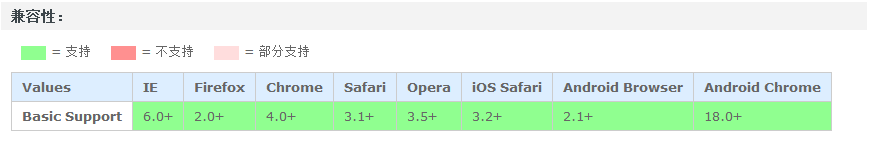 兼容性：
= 支持 = 不支持 = 部分支持
Values IE Firefox Chrome Safari Opera iOS Safari Android Browser Android Chrome
Basic Support 6.0+ 2.0+ 4.0+ 3.1+ 3.5+ 3.2+ 2.1+ 18.0+